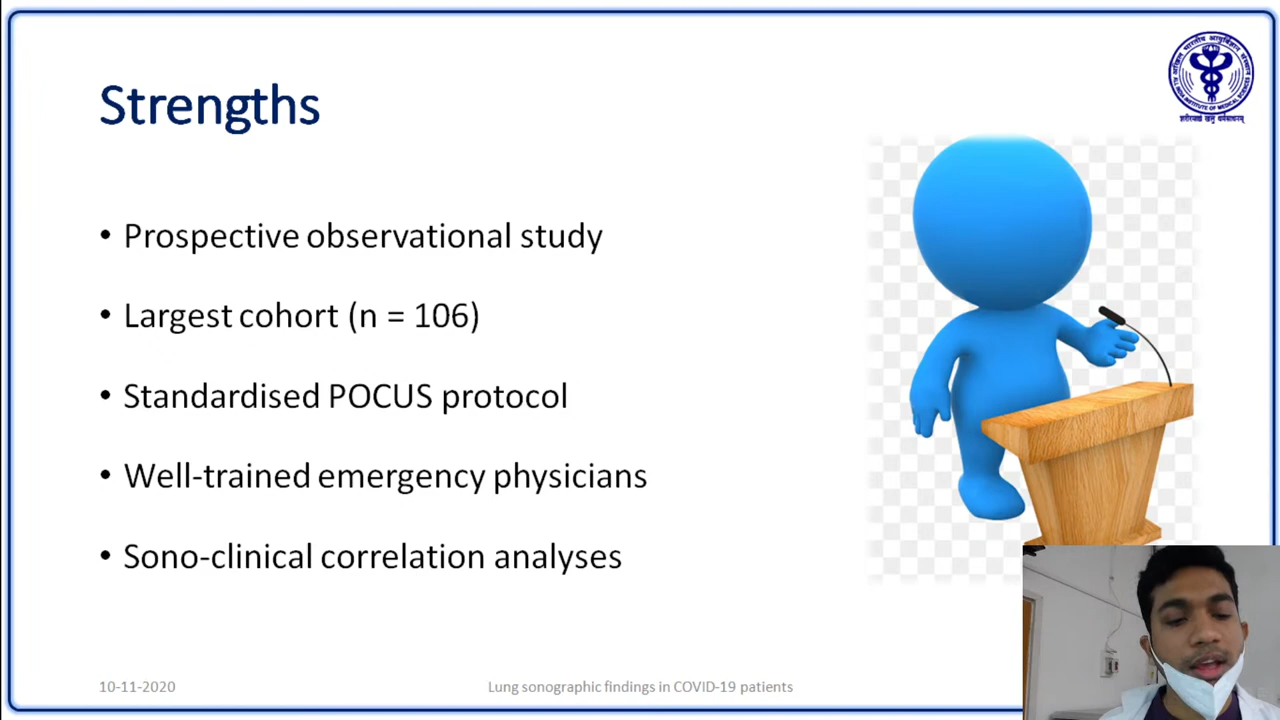 Strengths
• Prospective observational study
• Largest cohort (n = 106)
• Standardised POCUS protocol
• Well-trained emergency physicians
• Sono-clinical correlation analyses
10-11-2020
Lung sonographic findings in COVID-19 patients